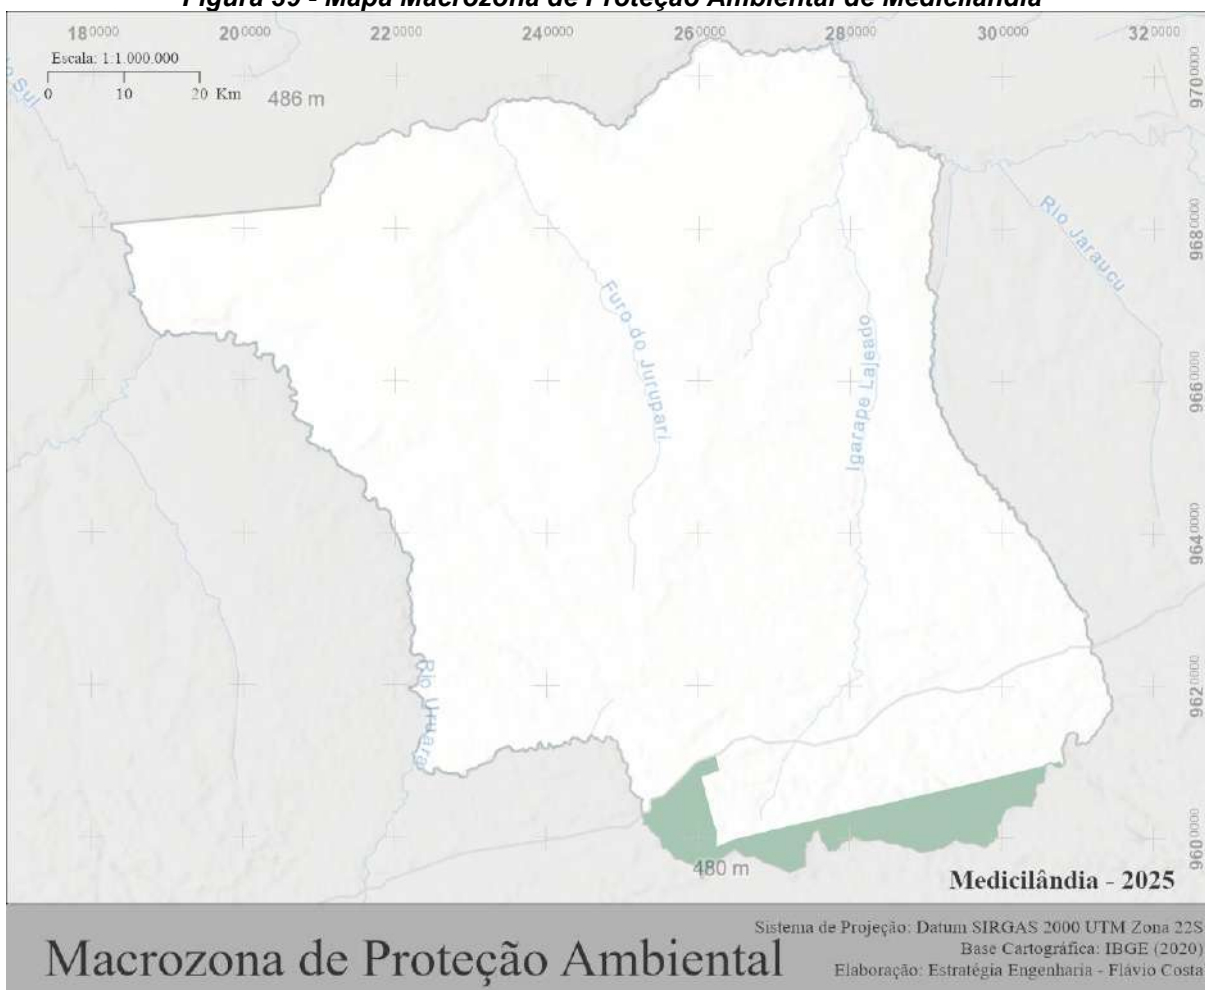 Figura 39 - Mapa Macrozona de Proteção Ambiental de Medicilândia
180000 200000 220000 240000 260000 280000 300000 320000
Escala: 1:1.000.000
0 10 20 Km
486 m
Sul
9700000
9680000
9660000
9640000
9620000
9600000
Rio Jaraucu
Furo do Jurupari
Igarape Lajeado
Rio Uruara
480 m
Medicilândia - 2025
Macrozona de Proteção Ambiental
Sistema de Projeção: Datum SIRGAS 2000 UTM Zona 22S
Base Cartográfica: IBGE (2020)
Elaboração: Estratégia Engenharia - Flávio Costa